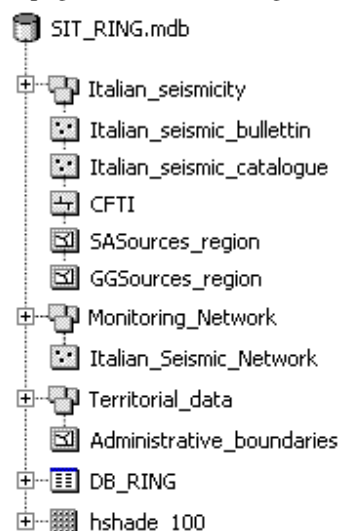 SIT_RING.mdb
Italian_seismicity
Italian_seismic_bullettin
Italian_seismic_catalogue
CFTI
SASources_region
GGSources_region
Monitoring_Network
Italian_Seismic_Network
Territorial_data
Administrative_boundaries
DB_RING
hshade_100